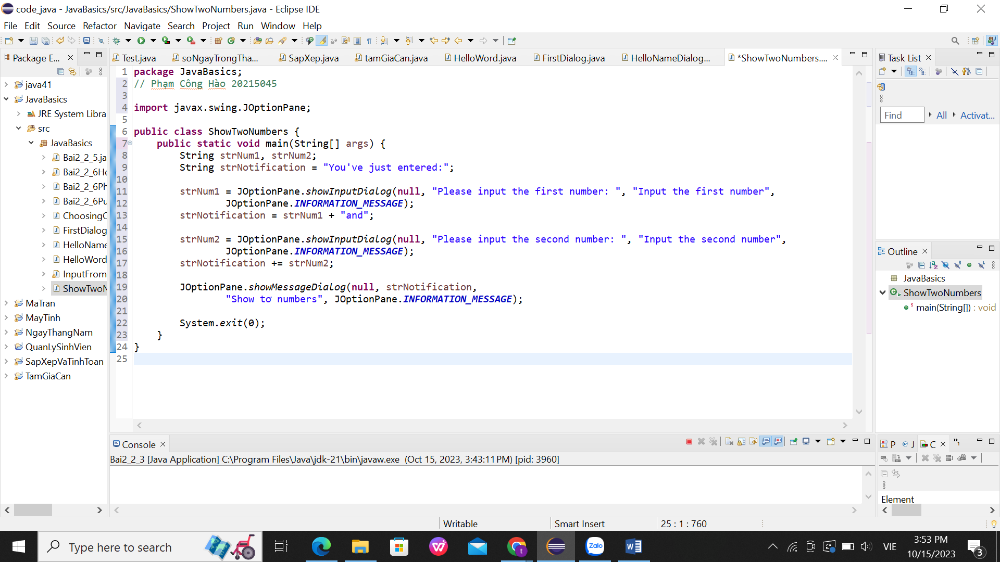 code_java - JavaBasics/src/JavaBasics/ShowTwoNumbers.java - Eclipse IDE
File Edit Source Refactor Navigate Search Project Run Window Help
Package E...
Test.java soNgayTrongTha... SapXep.java tamGiaCan.java HelloWord.java FirstDialog.java HelloNameDialog... *ShowTwoNumbers....
Task List
java41
JavaBasics
JRE System Libra
src
JavaBasics
Bai2_2_5.ja
Bai2_2_6He
Bai2_2_6Ph
Bai2_2_6Pu
ChoosingC
FirstDialog
HelloName
HelloWord
InputFrom
ShowTwoN
MaTran
MayTinh
NgayThangNam
QuanLySinhVien
SapXepVaTinhToan
TamGiaCan
1 package JavaBasics;
2 // Phạm Công Hào 20215045
3
4 import javax.swing.JOptionPane;
5
6 public class ShowTwoNumbers {
7 public static void main(String[] args) {
8 String strNum1, strNum2;
9 String strNotification = "You've just entered:";
10
11 strNum1 = JOptionPane.showInputDialog(null, "Please input the first number: ", "Input the first number",
12 JOptionPane.INFORMATION_MESSAGE);
13 strNotification = strNum1 + "and";
14
15 strNum2 = JOptionPane.showInputDialog(null, "Please input the second number: ", "Input the second number",
16 JOptionPane.INFORMATION_MESSAGE);
17 strNotification += strNum2;
18
19 JOptionPane.showMessageDialog(null, strNotification,
20 "Show tơ numbers", JOptionPane.INFORMATION_MESSAGE);
21
22 System.exit(0);
23 }
24 }
25
Find All Activat...
Outline
JavaBasics
ShowTwoNumbers
main(String[]) : void
Console
Bai2_2_3 [Java Application] C:\Program Files\Java\jdk-21\bin\javaw.exe (Oct 15, 2023, 3:43:11 PM) [pid: 3960]
P @ J C
Element
Writable Smart Insert 25 : 1 : 760
Type here to search
Zalo
VIE
3:53 PM
10/15/2023
3